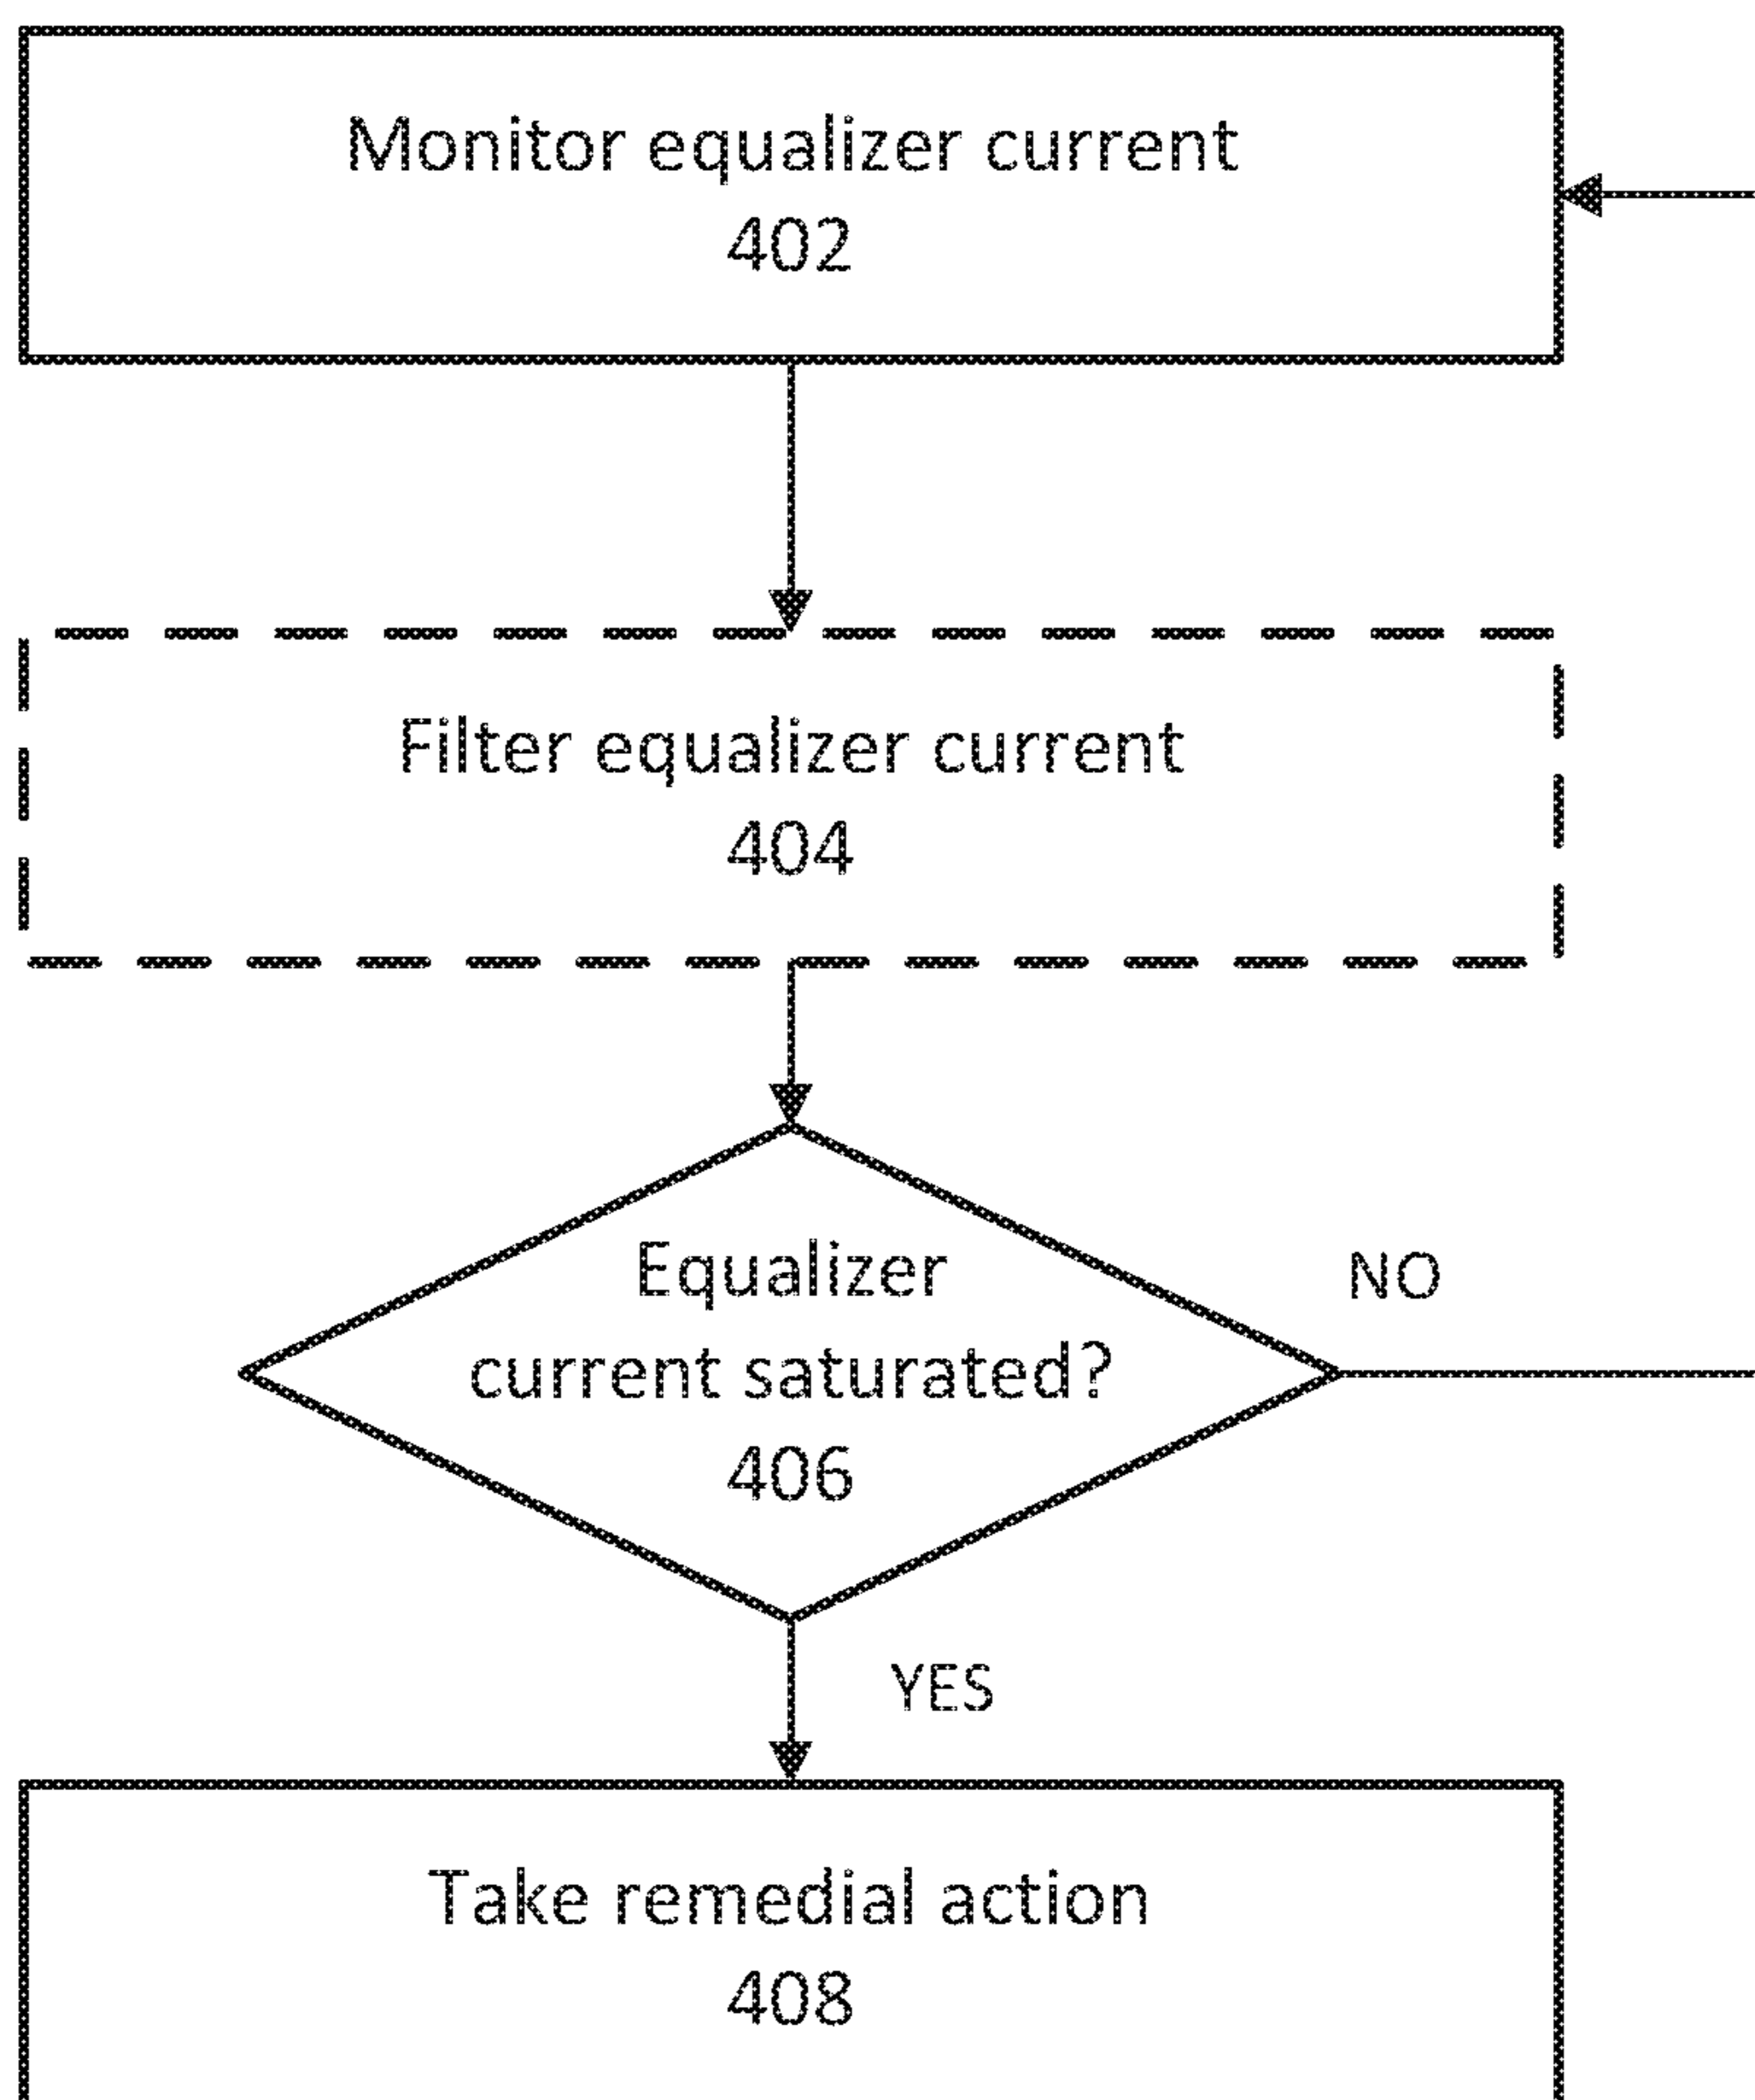 Monitor equalizer current
402
Filter equalizer current
404
Equalizer
current saturated?
406
NO
YES
Take remedial action
408